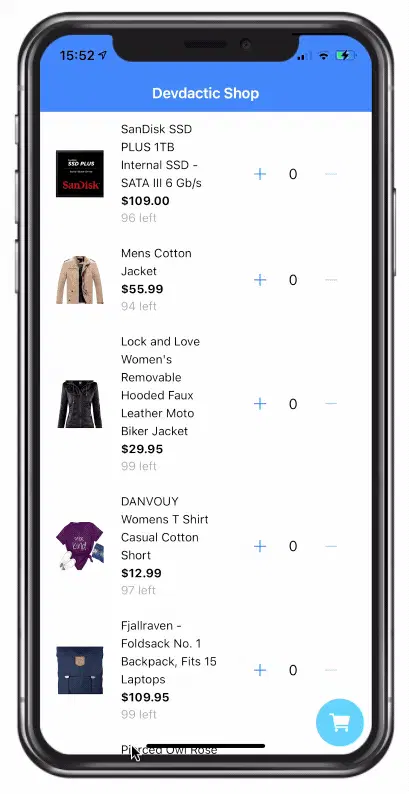 15:52
Devdactic Shop
SanDisk SSD
PLUS 1TB
Internal SSD -
SATA III 6 Gb/s
$109.00
96 left
SSD PLUS
SanDisk
+ 0 —
Mens Cotton
Jacket
$55.99
94 left
+ 0 —
Lock and Love
Women's
Removable
Hooded Faux
Leather Moto
Biker Jacket
$29.95
99 left
+ 0 —
DANVOUY
Womens T Shirt
Casual Cotton
Short
$12.99
97 left
+ 0 —
Fjallraven -
Foldsack No. 1
Backpack, Fits 15
Laptops
$109.95
99 left
+ 0 —
Pierced Owl Rose